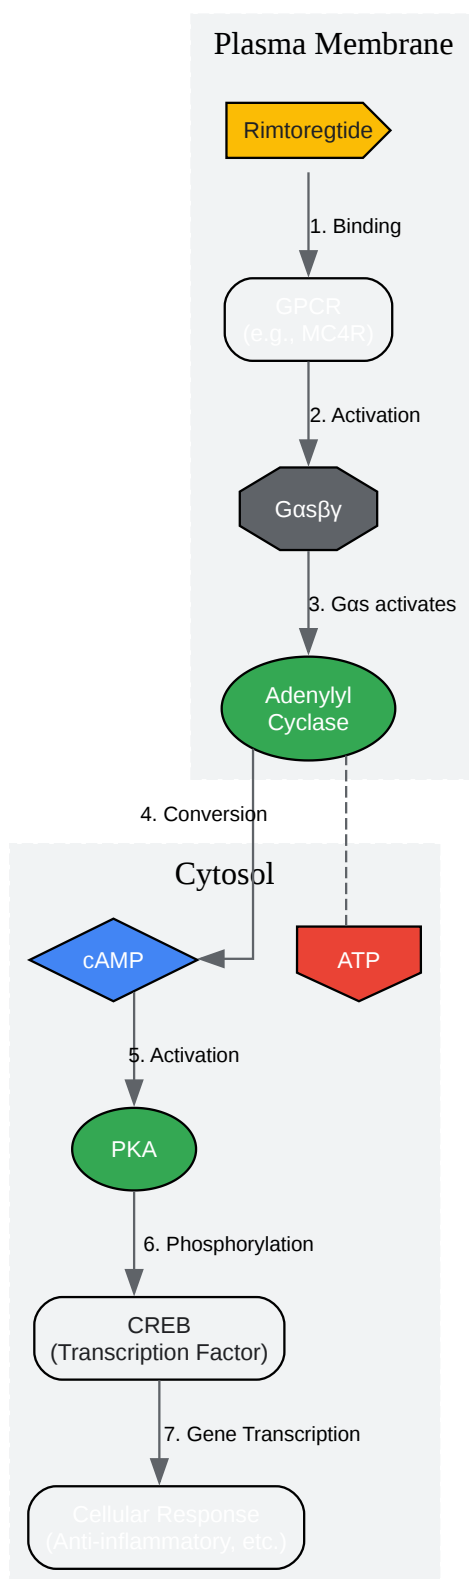 Plasma Membrane
Rimtoregtide
1. Binding
GPCR
(e.g., MC4R)
2. Activation
Gαsβγ
3. Gαs activates
Adenylyl
Cyclase
4. Conversion
Cytosol
cAMP
ATP
5. Activation
PKA
6. Phosphorylation
CREB
(Transcription Factor)
7. Gene Transcription
Cellular Response
(Anti-inflammatory, etc.)